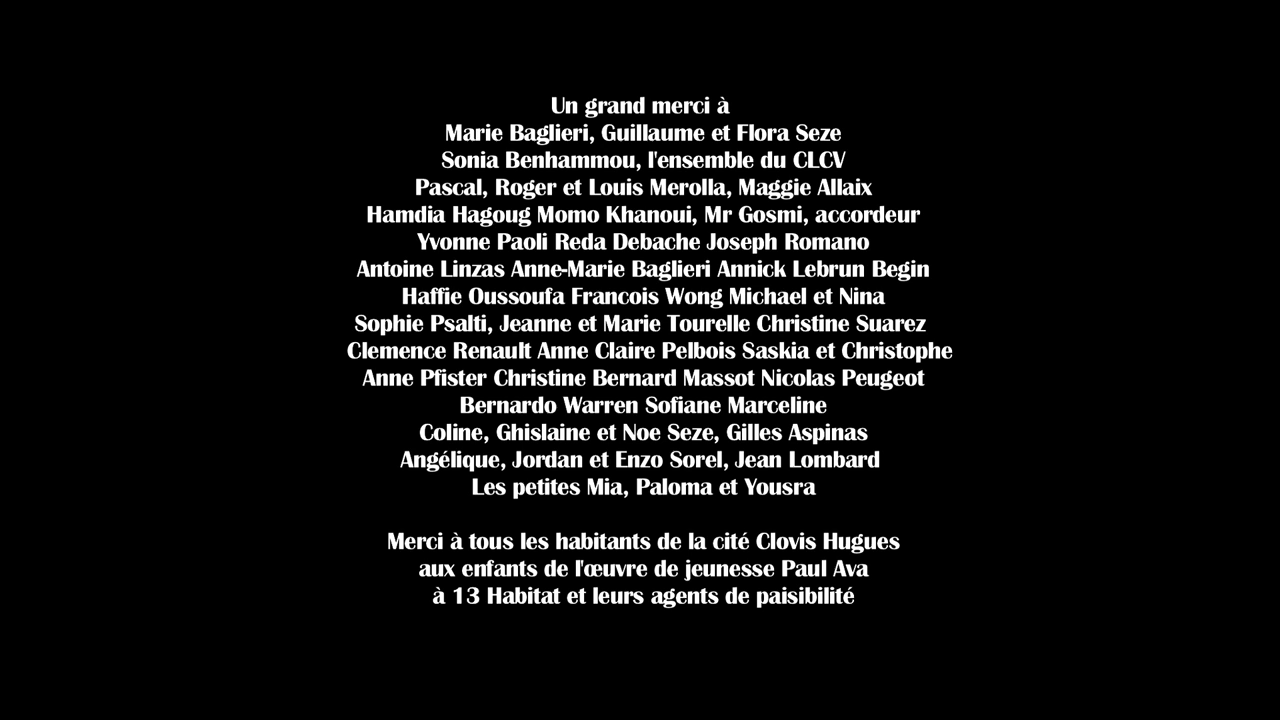 Un grand merci à
Marie Baglieri, Guillaume et Flora Seze
Sonia Benhammou, l'ensemble du CLCV
Pascal, Roger et Louis Merolla, Maggie Allaix
Hamdia Hagoug Momo Khanoui, Mr Gosmi, accordeur
Yvonne Paoli Reda Debache Joseph Romano
Antoine Linzas Anne-Marie Baglieri Annick Lebrun Begin
Haffie Oussoufa Francois Wong Michael et Nina
Sophie Psalti, Jeanne et Marie Tourelle Christine Suarez
Clemence Renault Anne Claire Pelbois Saskia et Christophe
Anne Pfister Christine Bernard Massot Nicolas Peugeot
Bernardo Warren Sofiane Marceline
Coline, Ghislaine et Noe Seze, Gilles Aspinas
Angélique, Jordan et Enzo Sorel, Jean Lombard
Les petites Mia, Paloma et Yousra
Merci à tous les habitants de la cité Clovis Hugues
aux enfants de l'œuvre de jeunesse Paul Ava
à 13 Habitat et leurs agents de paisibilité